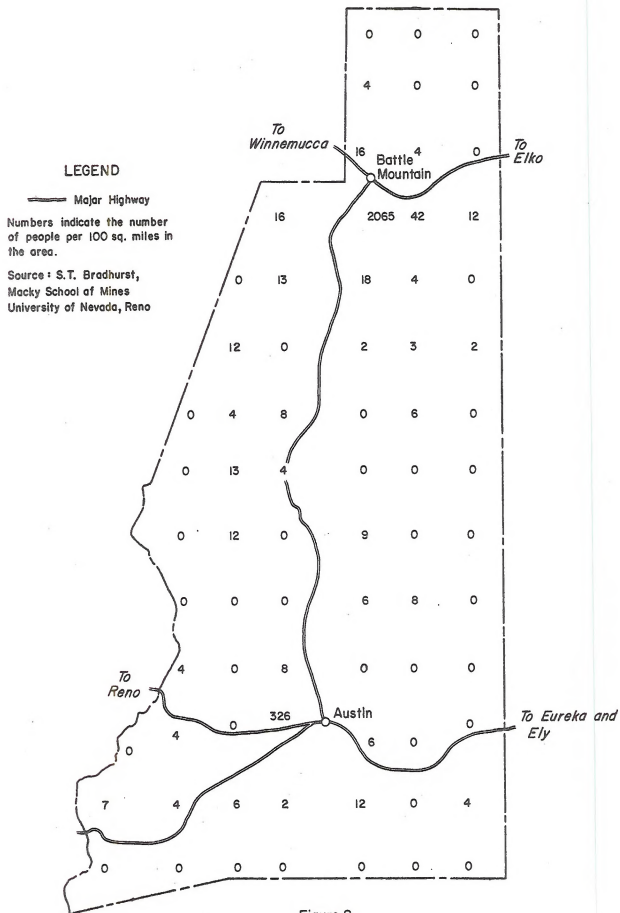 0 0 0
4 0 0
To
Winnemucca
16 4 0
To
Elko
Battle
Mountain
LEGEND
Major Highway
Numbers indicate the number
of people per 100 sq. miles in
the area.
Source: S.T. Bradhurst,
Macky School of Mines
University of Nevada, Reno
16 2065 42 12
0 13 18 4 0
12 0 2 3 2
0 4 8 0 6 0
0 13 4 0 0 0
0 12 0 9 0 0
0 0 0 6 8 0
4 0 8 0 0 0
To
Reno
326 Austin
To Eureka and
Ely
0 4 0 6 0 0
7 4 6 2 12 0 4
0 0 0 0 0 0 0